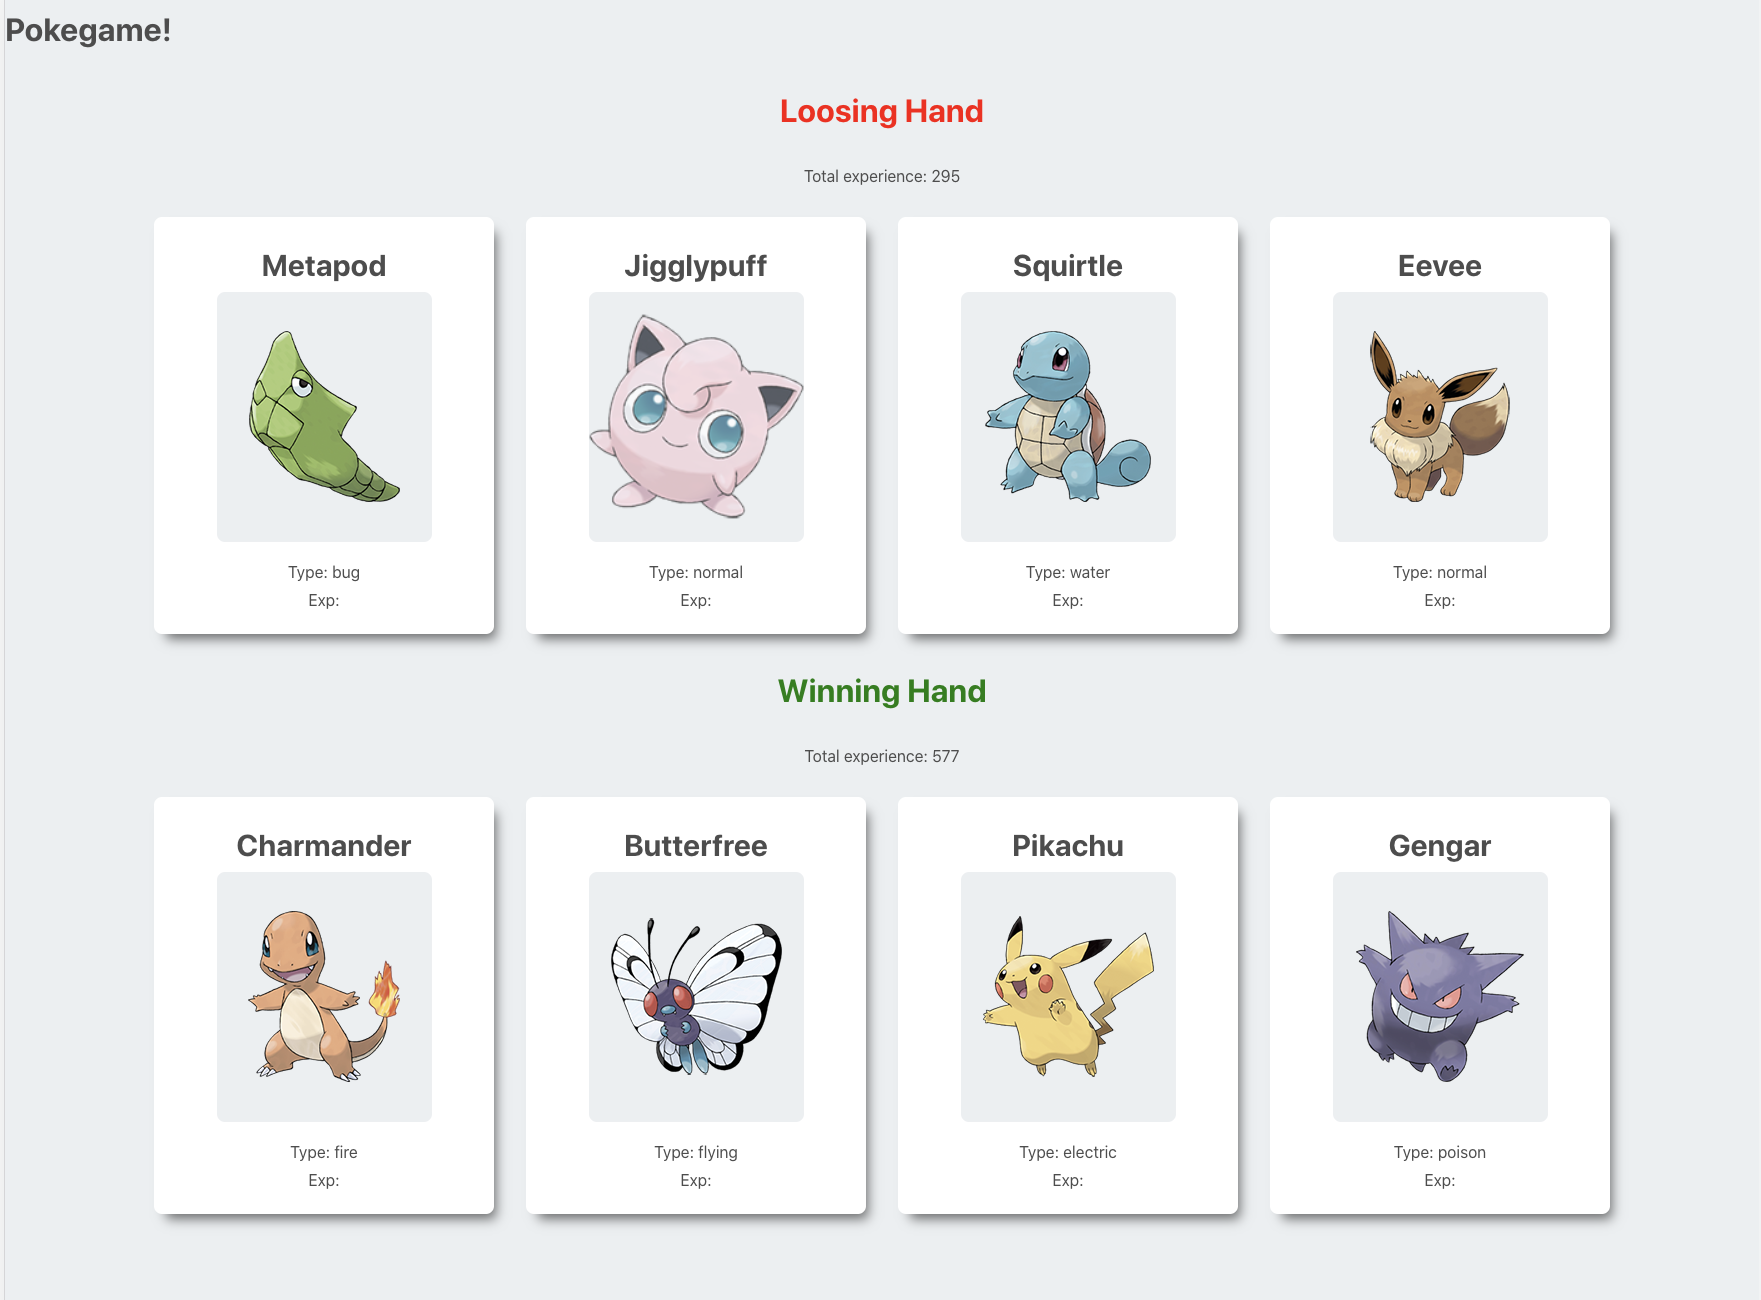 Pokegame!
Loosing Hand
Total experience: 295
Metapod
Type: bug
Exp:
Jigglypuff
Type: normal
Exp:
Squirtle
Type: water
Exp:
Eevee
Type: normal
Exp:
Winning Hand
Total experience: 577
Charmander
Type: fire
Exp:
Butterfree
Type: flying
Exp:
Pikachu
Type: electric
Exp:
Gengar
Type: poison
Exp: